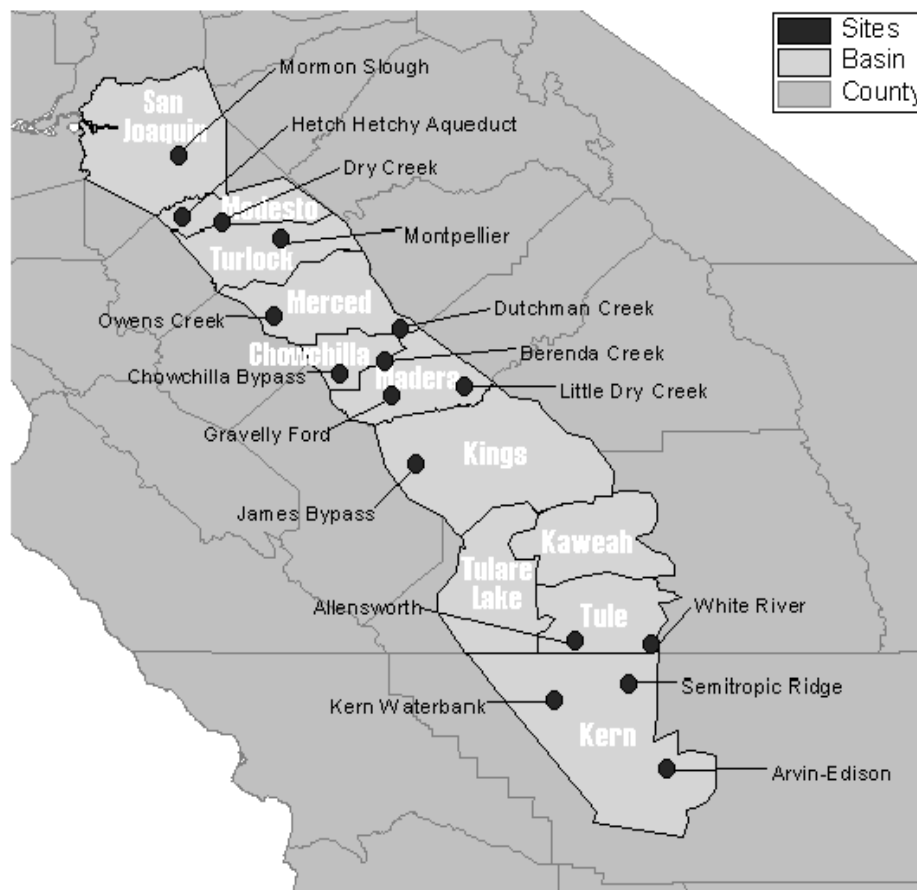 Sites
Basin
County
Mormon Slough
San
Joaquin
Hetch Hetchy Aqueduct
Dry Creek
Modesto
Montpellier
Turlock
Merced
Dutchman Creek
Owens Creek
Chowchilla
Berenda Creek
Chowchilla Bypass
Madera
Little Dry Creek
Gravelly Ford
Kings
James Bypass
Kaweah
Tulare
Lake
Allensworth
Tule
White River
Semitropic Ridge
Kern Waterbank
Kern
Arvin-Edison